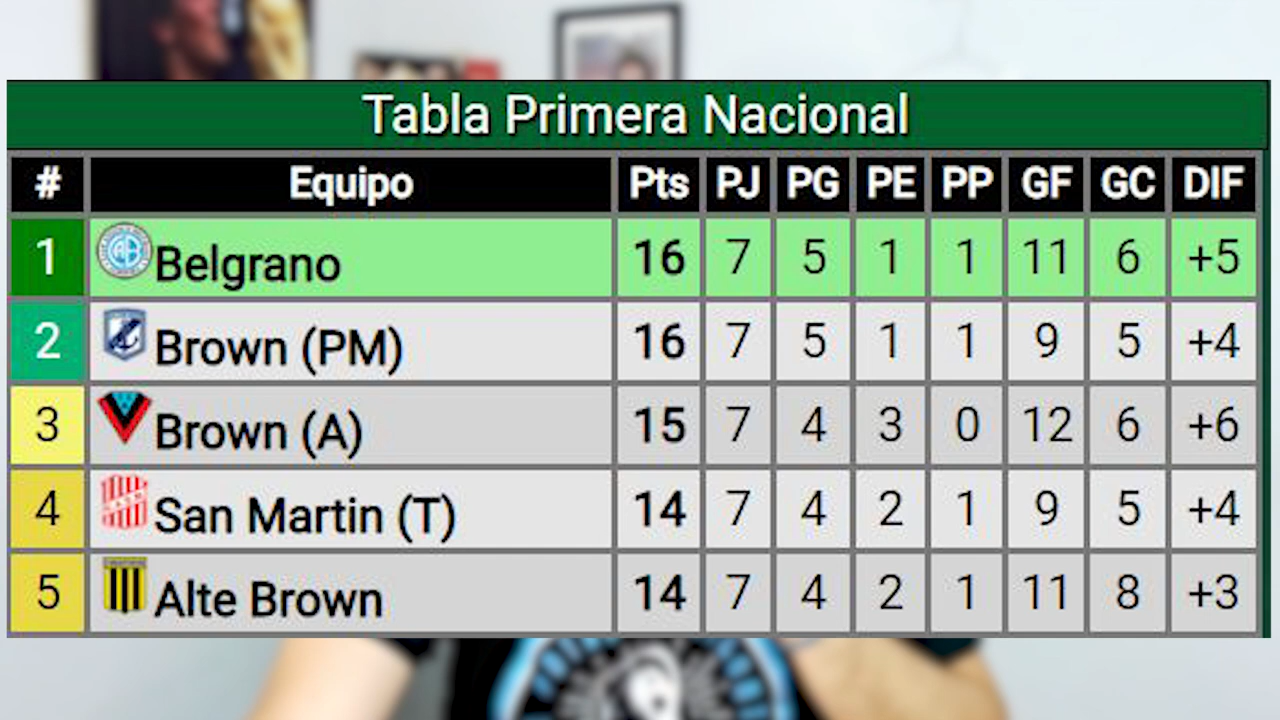 Tabla Primera Nacional
# Equipo Pts PJ PG PE PP GF GC DIF
1 Belgrano 16 7 5 1 1 11 6 +5
2 Brown (PM) 16 7 5 1 1 9 5 +4
3 Brown (A) 15 7 4 3 0 12 6 +6
4 San Martin (T) 14 7 4 2 1 9 5 +4
5 Alte Brown 14 7 4 2 1 11 8 +3